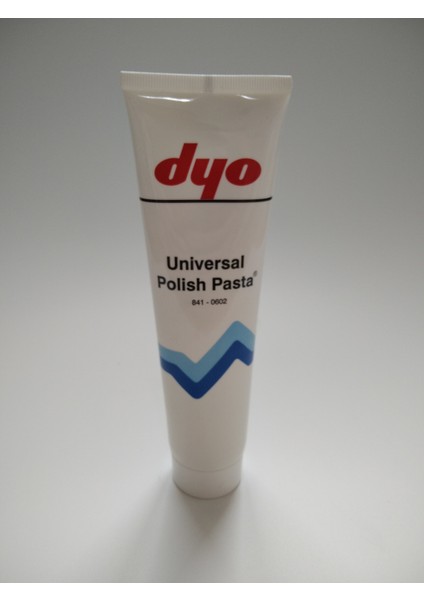 dyo
Universal
Polish Pasta®
841 - 0602